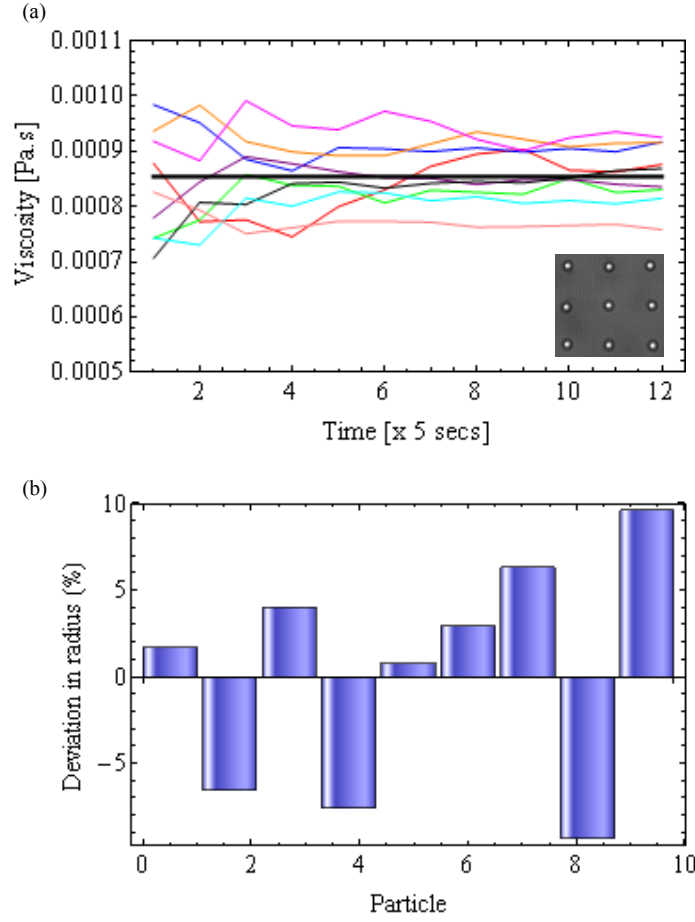 (a)
0.0011
0.0010
0.0009
0.0008
0.0007
0.0006
0.0005
Viscosity [Pa.s]
2 4 6 8 10 12
Time [x 5 secs]
(b)
10
5
0
−5
Deviation in radius (%)
0 2 4 6 8 10
Particle